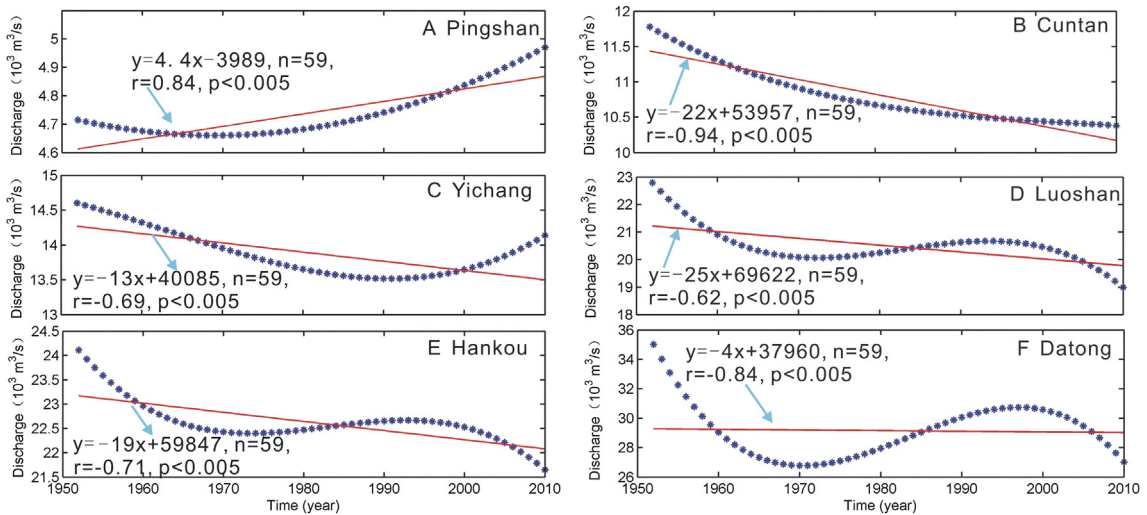 A Pingshan
Discharge (10³ m³/s)
5
4.8
4.7
4.6
y=4. 4x-3989, n=59,
r=0.84, p<0.005
B Cuntan
Discharge (10³ m³/s)
12
11.5
11
10.5
10
y=-22x+53957, n=59,
r=-0.94, p<0.005
C Yichang
Discharge (10³ m³/s)
15
14.5
14
13.5
13
y=-13x+40085, n=59,
r=-0.69, p<0.005
D Luoshan
Discharge (10³ m³/s)
23
22
21
20
19
18
y=-25x+69622, n=59,
r=-0.62, p<0.005
E Hankou
Discharge (10³ m³/s)
24.5
24
23.5
23
22.5
22
21.5
y=-19x+59847, n=59,
r=-0.71, p<0.005
1950 1960 1970 1980 1990 2000 2010
Time (year)
F Datong
Discharge (10³ m³/s)
36
34
32
30
28
26
y=-4x+37960, n=59,
r=-0.84, p<0.005
1950 1960 1970 1980 1990 2000 2010
Time (year)